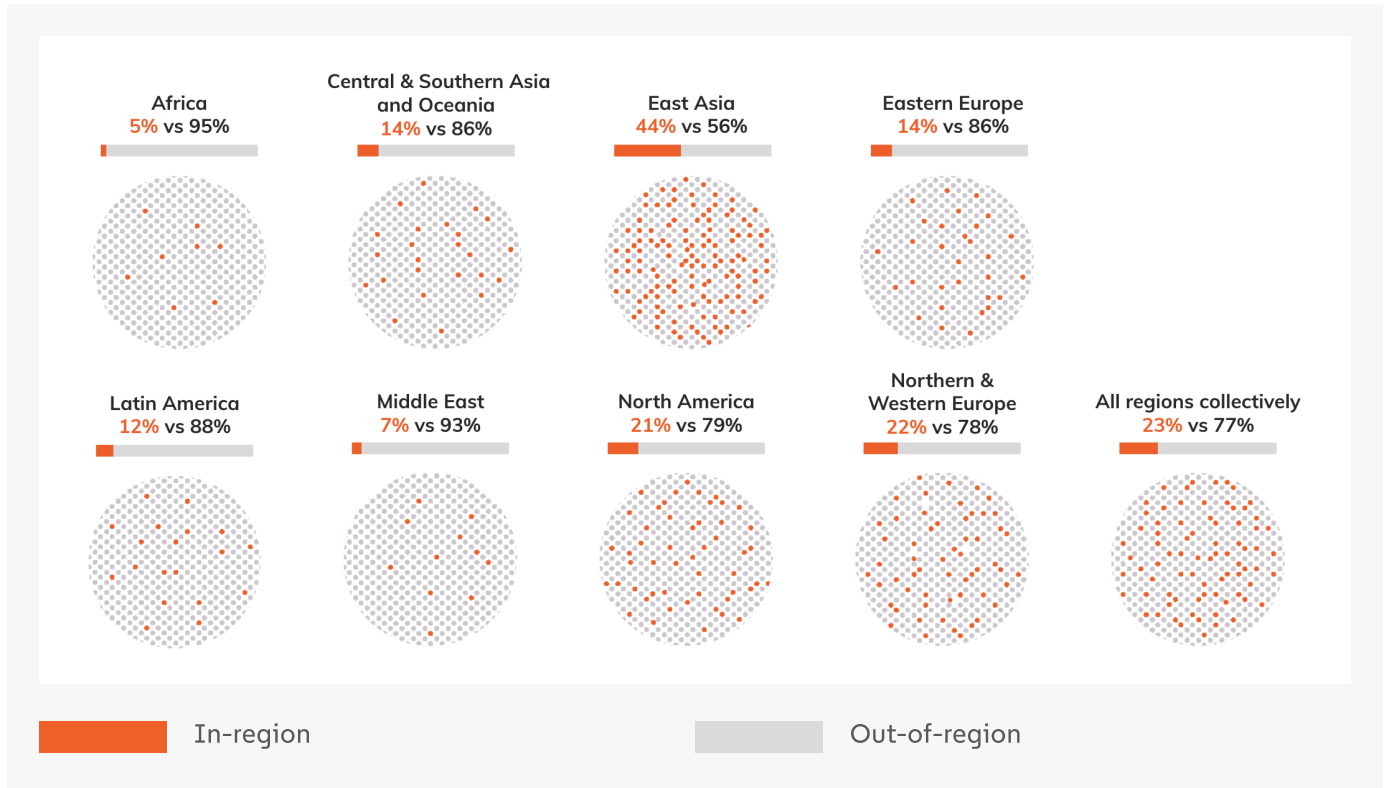 Africa
5% vs 95%
Central & Southern Asia
and Oceania
14% vs 86%
East Asia
44% vs 56%
Eastern Europe
14% vs 86%
Latin America
12% vs 88%
Middle East
7% vs 93%
North America
21% vs 79%
Northern &
Western Europe
22% vs 78%
All regions collectively
23% vs 77%
In-region
Out-of-region